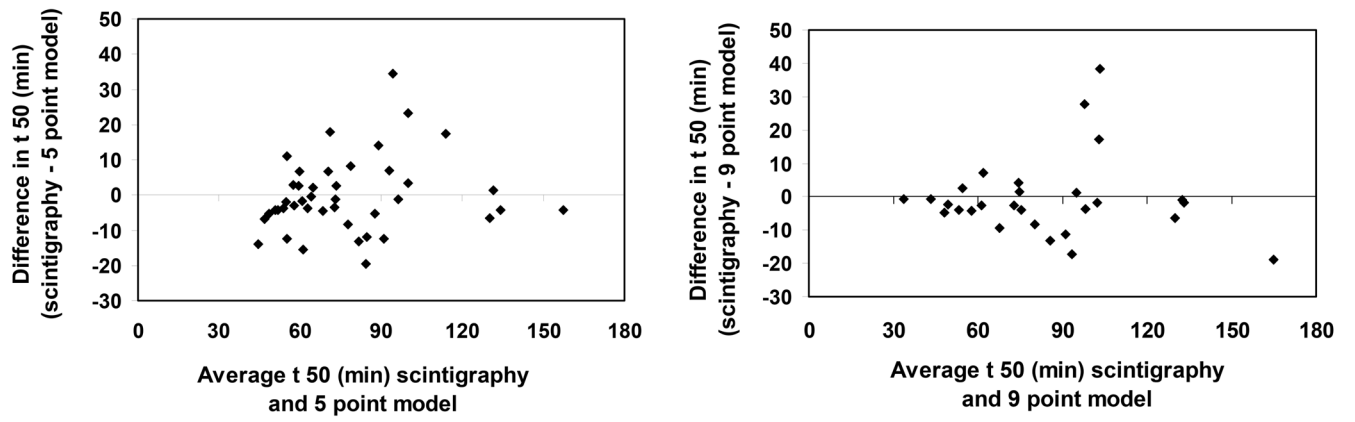 Difference in t 50 (min)
(scintigraphy - 5 point model)
50
40
30
20
10
0
-10
-20
-30
0 30 60 90 120 150 180
Average t 50 (min) scintigraphy
and 5 point model
Difference in t 50 (min)
(scintigraphy - 9 point model)
50
40
30
20
10
0
-10
-20
-30
0 30 60 90 120 150 180
Average t 50 (min) scintigraphy
and 9 point model